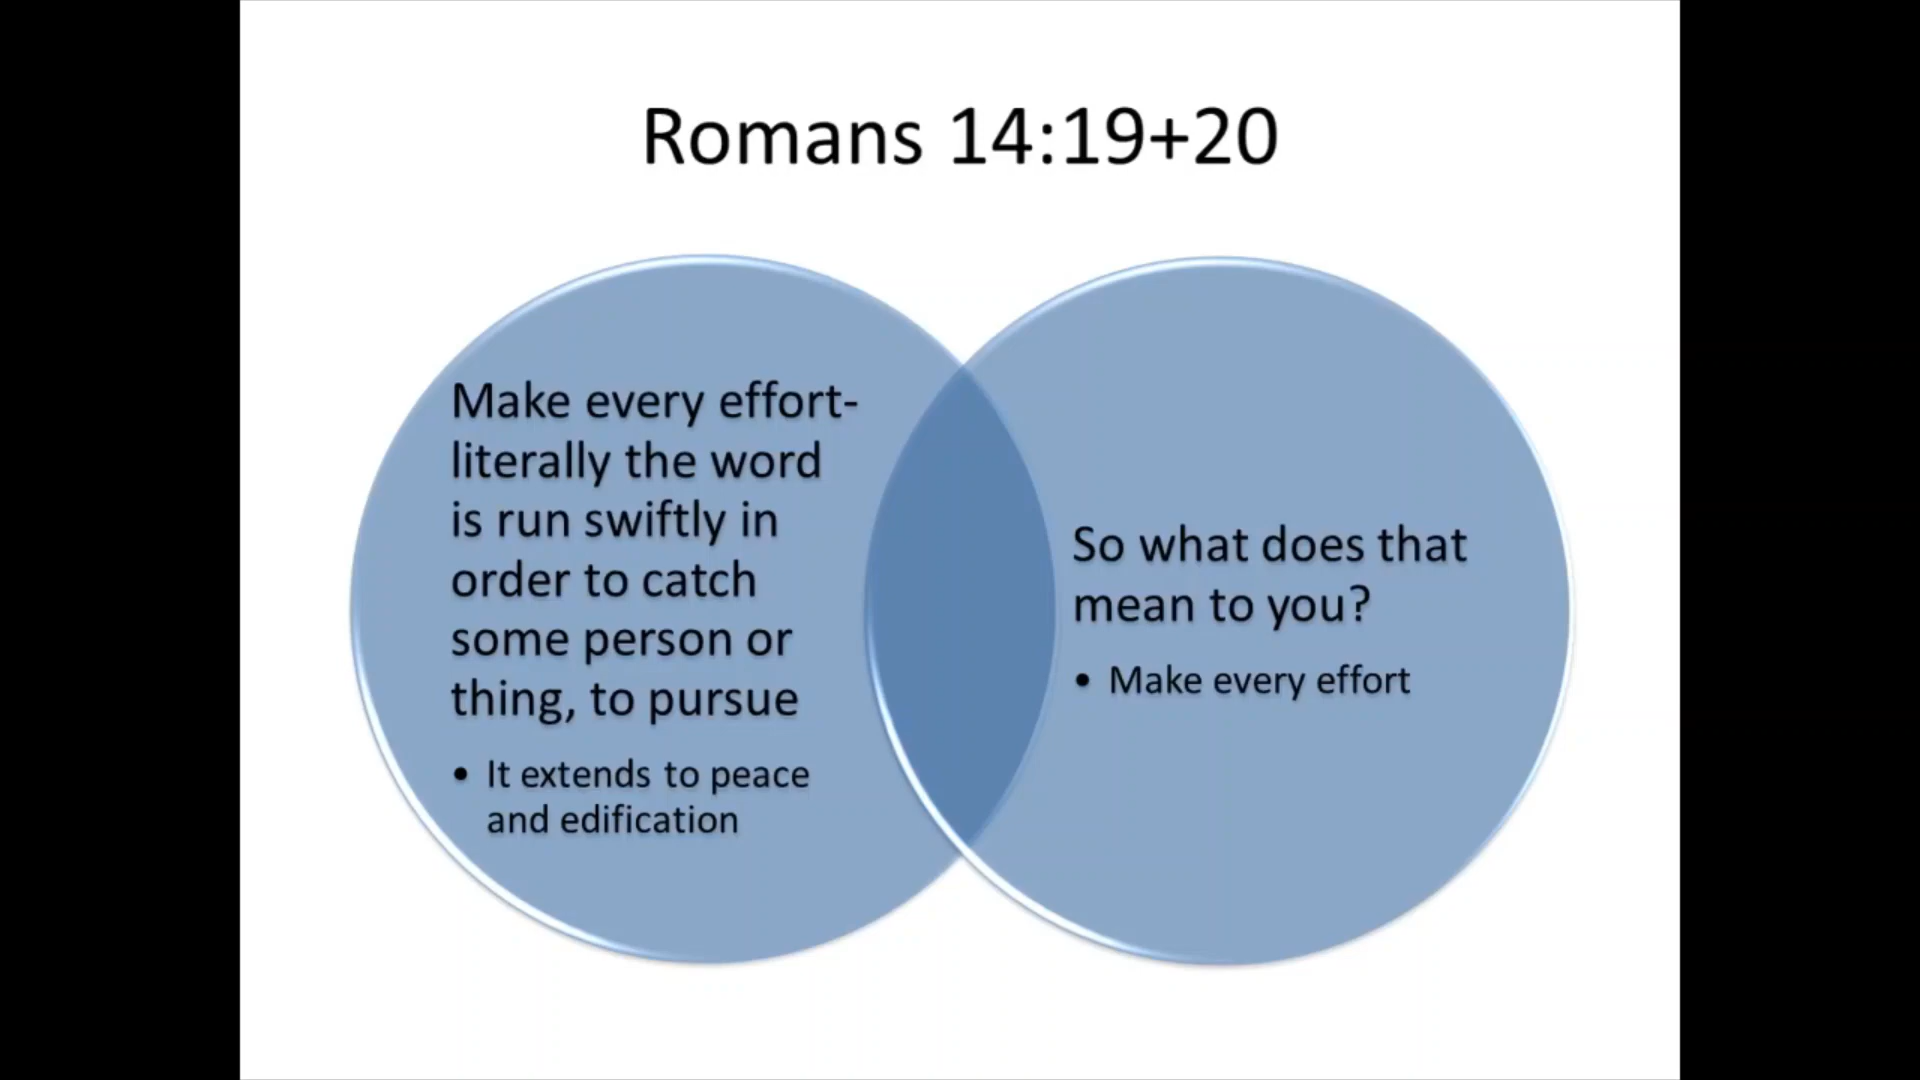 Romans 14:19+20
Make every effort-
literally the word
is run swiftly in
order to catch
some person or
thing, to pursue
• It extends to peace
and edification
So what does that
mean to you?
• Make every effort